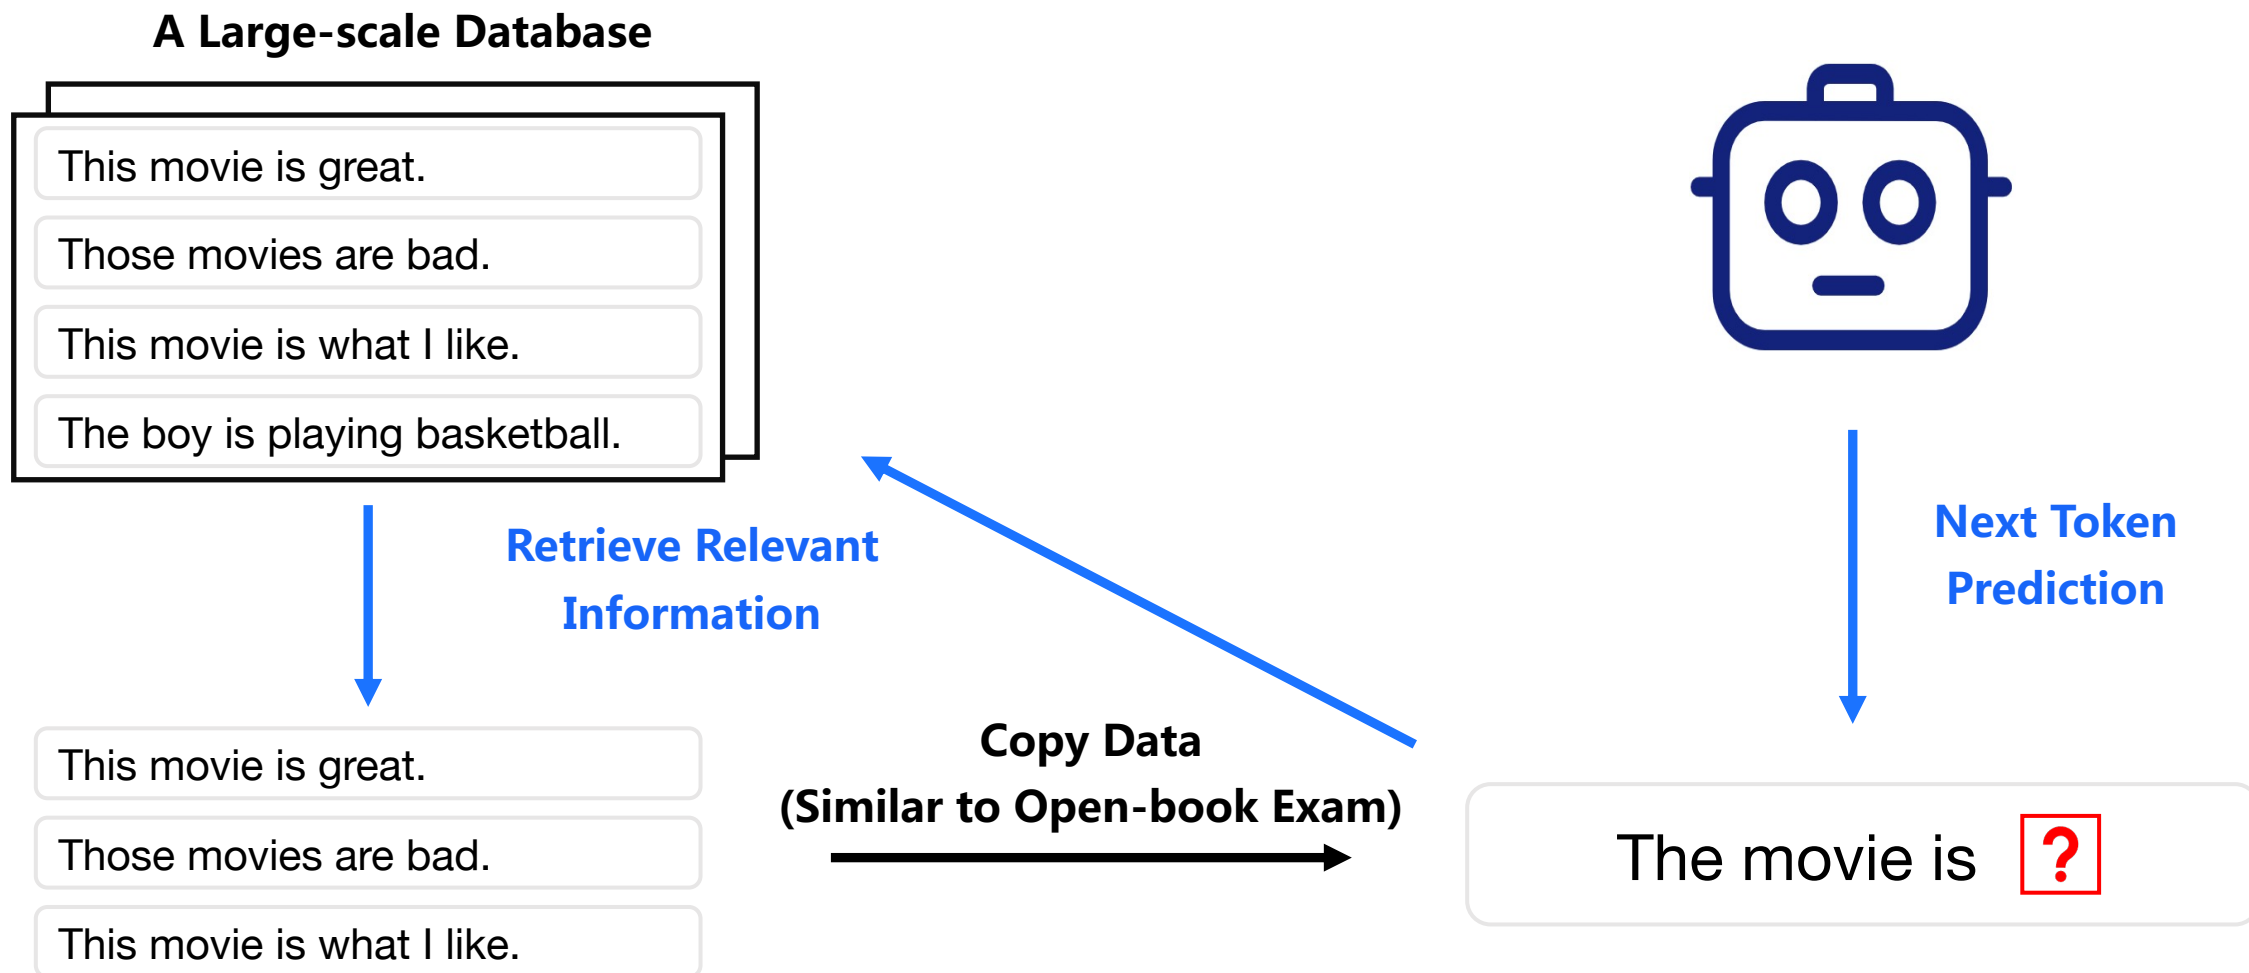 A Large-scale Database
This movie is great.
Those movies are bad.
This movie is what I like.
The boy is playing basketball.
Retrieve Relevant
Information
Next Token
Prediction
This movie is great.
Those movies are bad.
This movie is what I like.
Copy Data
(Similar to Open-book Exam)
The movie is ?